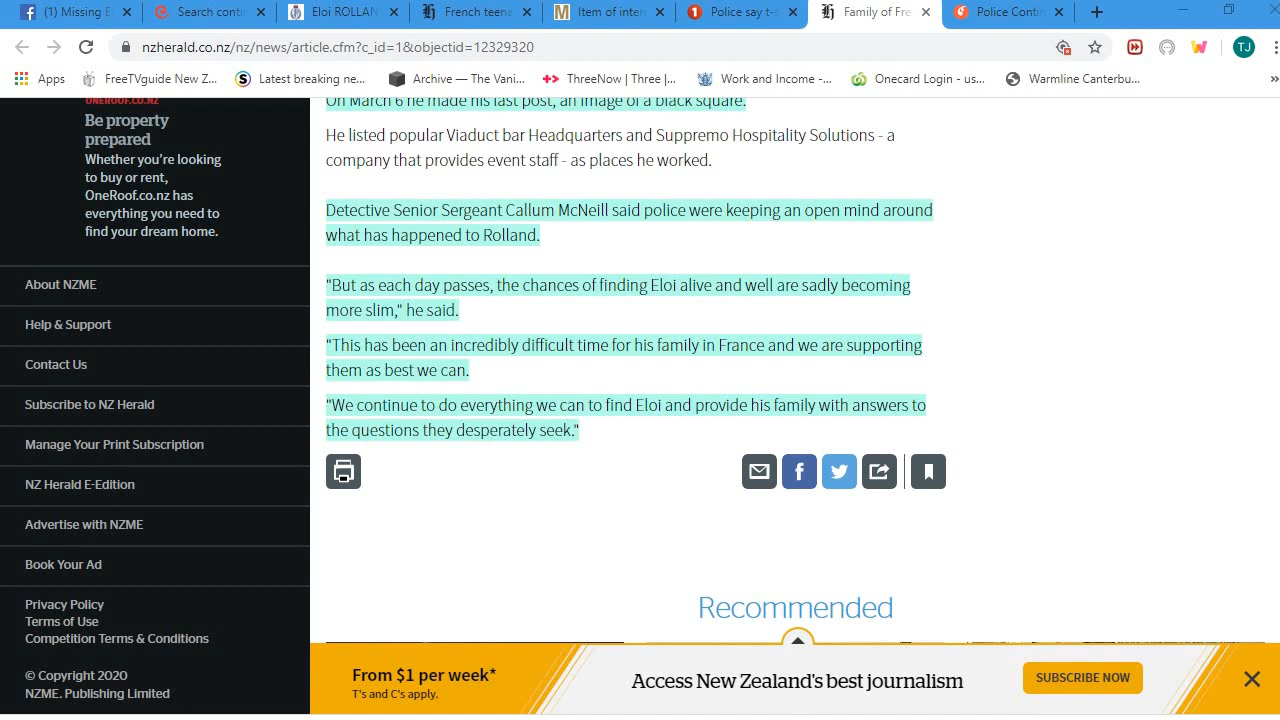 (1) Missing E
Search conti
Eloi ROLLAN
French teena
Item of inter
Police say t-s
Family of Fre
Police Contin
nzherald.co.nz/nz/news/article.cfm?c_id=1&objectid=12329320
TJ
Apps
FreeTVguide New Z...
Latest breaking ne...
Archive — The Vani...
ThreeNow | Three |...
Work and Income -...
Onecard Login - us...
Warmline Canterbu...
ONEROOF.CO.NZ
Be property
prepared
Whether you're looking
to buy or rent,
OneRoof.co.nz has
everything you need to
find your dream home.
About NZME
Help & Support
Contact Us
Subscribe to NZ Herald
Manage Your Print Subscription
NZ Herald E-Edition
Advertise with NZME
Book Your Ad
Privacy Policy
Terms of Use
Competition Terms & Conditions
© Copyright 2020
NZME. Publishing Limited
On March 6 he made his last post, an image of a black square.
He listed popular Viaduct bar Headquarters and Suppremo Hospitality Solutions - a
company that provides event staff - as places he worked.
Detective Senior Sergeant Callum McNeill said police were keeping an open mind around
what has happened to Rolland.
"But as each day passes, the chances of finding Eloi alive and well are sadly becoming
more slim," he said.
"This has been an incredibly difficult time for his family in France and we are supporting
them as best we can.
"We continue to do everything we can to find Eloi and provide his family with answers to
the questions they desperately seek."
Recommended
From $1 per week*
T's and C's apply.
Access New Zealand's best journalism
SUBSCRIBE NOW